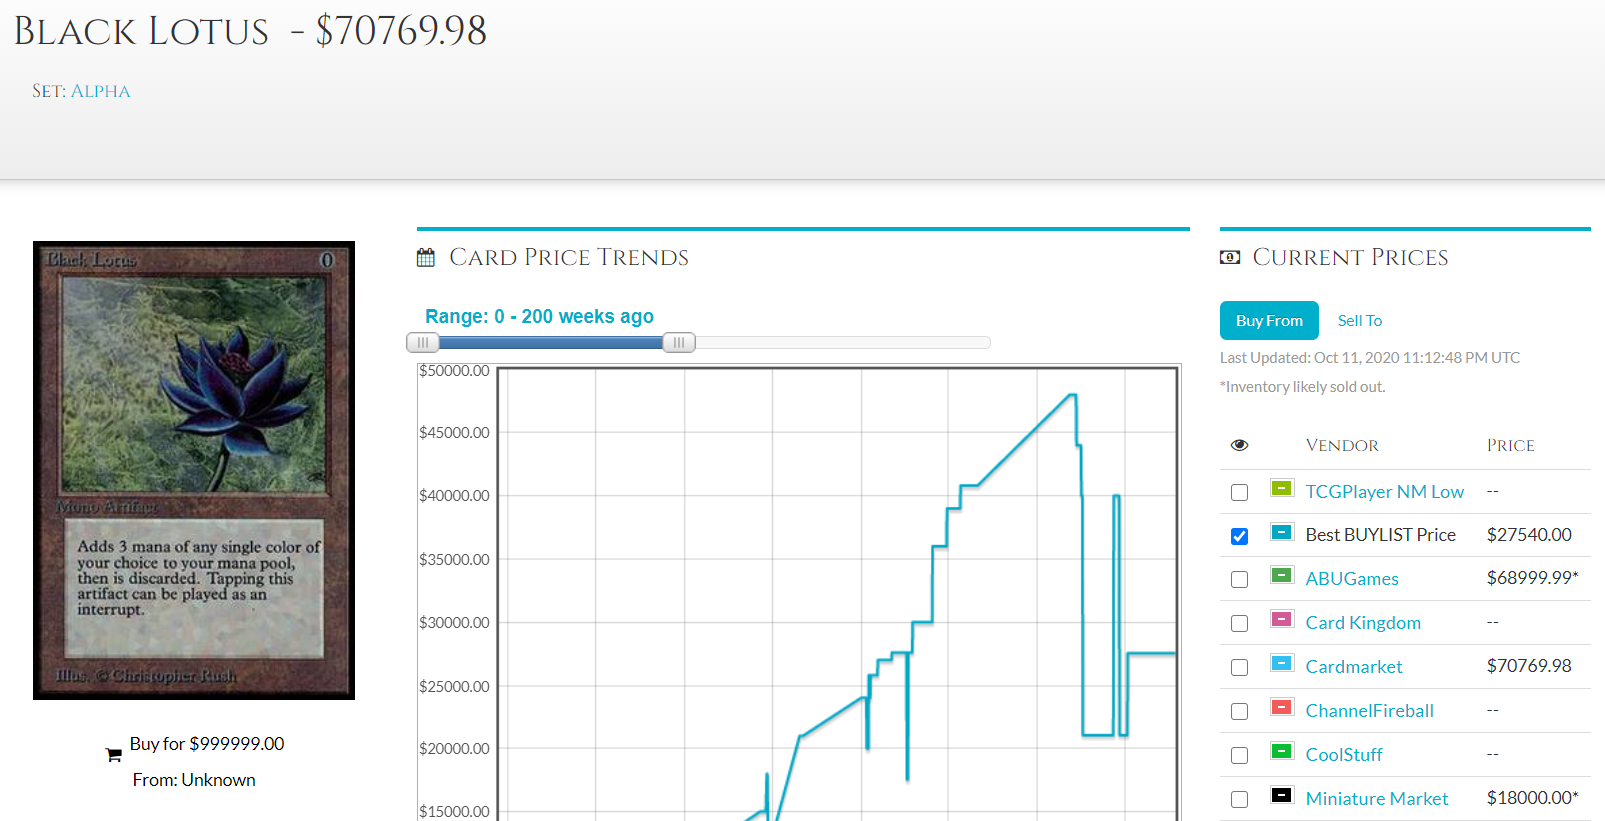 Black Lotus - $70769.98
Set: Alpha
Black Lotus 0
Mono Artifact
Adds 3 mana of any single color of
your choice to your mana pool,
then is discarded. Tapping this
artifact can be played as an
interrupt.
Illus. © Christopher Rush
Buy for $999999.00
From: Unknown
Card Price Trends
Range: 0 - 200 weeks ago
$50000.00
$45000.00
$40000.00
$35000.00
$30000.00
$25000.00
$20000.00
$15000.00
Current Prices
Buy From Sell To
Last Updated: Oct 11, 2020 11:12:48 PM UTC
*Inventory likely sold out.
Vendor Price
TCGPlayer NM Low --
Best BUYLIST Price $27540.00
ABUGames $68999.99*
Card Kingdom --
Cardmarket $70769.98
ChannelFireball --
CoolStuff --
Miniature Market $18000.00*